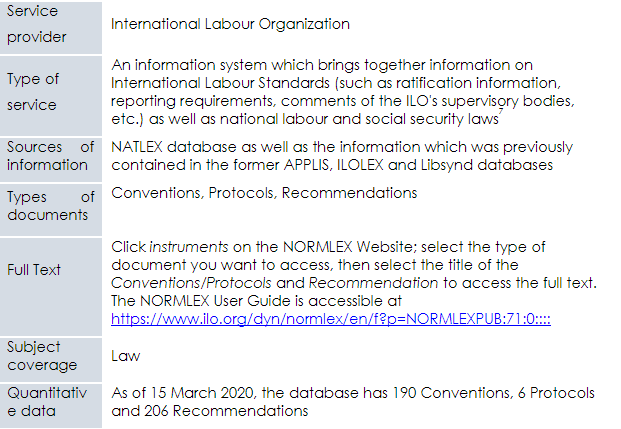 Service
provider
International Labour Organization
Type of
service
An information system which brings together information on
International Labour Standards (such as ratification information,
reporting requirements, comments of the ILO's supervisory bodies,
etc.) as well as national labour and social security laws7
Sources of
information
NATLEX database as well as the information which was previously
contained in the former APPLIS, ILOLEX and Libsynd databases
Types of
documents
Conventions, Protocols, Recommendations
Full Text
Click instruments on the NORMLEX Website; select the type of
document you want to access, then select the title of the
Conventions/Protocols and Recommendation to access the full text.
The NORMLEX User Guide is accessible at
https://www.ilo.org/dyn/normlex/en/f?p=NORMLEXPUB:71:0::::
Subject
coverage
Law
Quantitativ
e data
As of 15 March 2020, the database has 190 Conventions, 6 Protocols
and 206 Recommendations